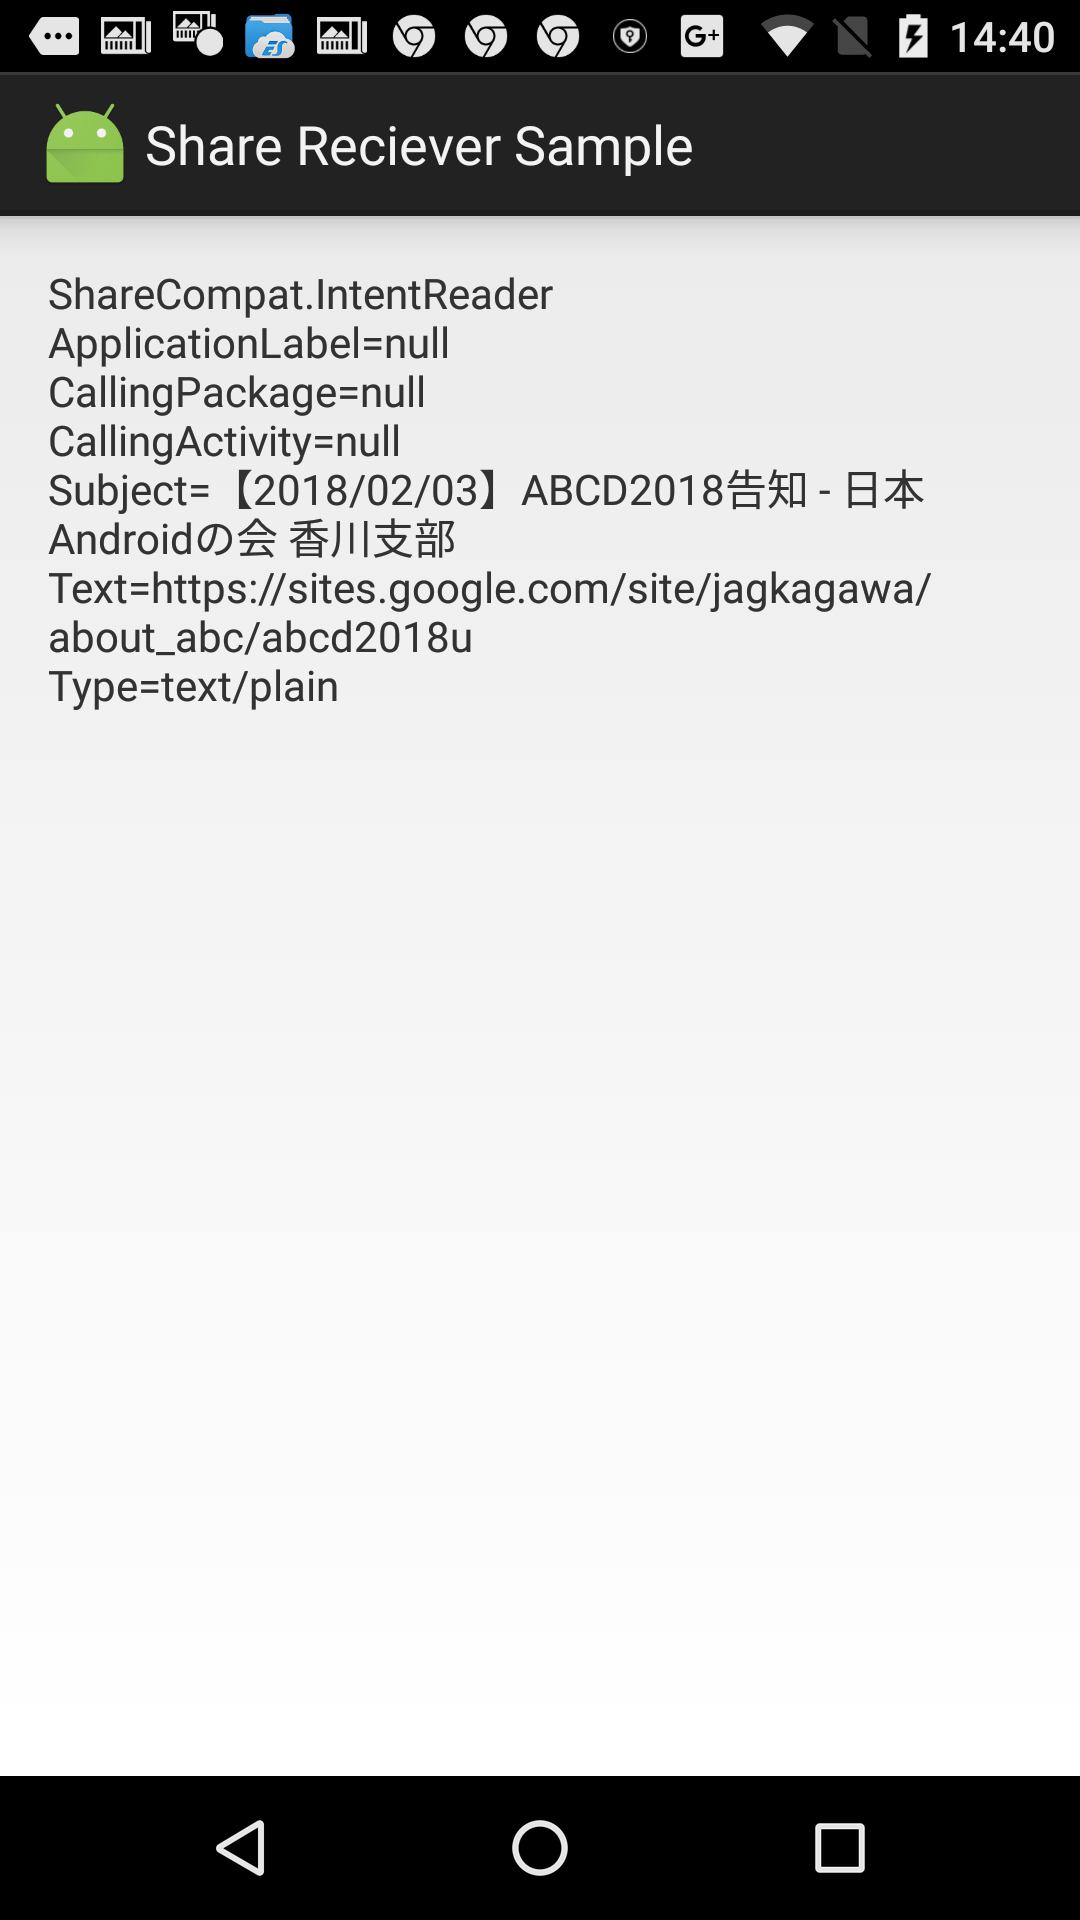 14:40
Share Reciever Sample
ShareCompat.IntentReader
ApplicationLabel=null
CallingPackage=null
CallingActivity=null
Subject=【2018/02/03】ABCD2018告知 - 日本
Androidの会 香川支部
Text=https://sites.google.com/site/jagkagawa/
about_abc/abcd2018u
Type=text/plain